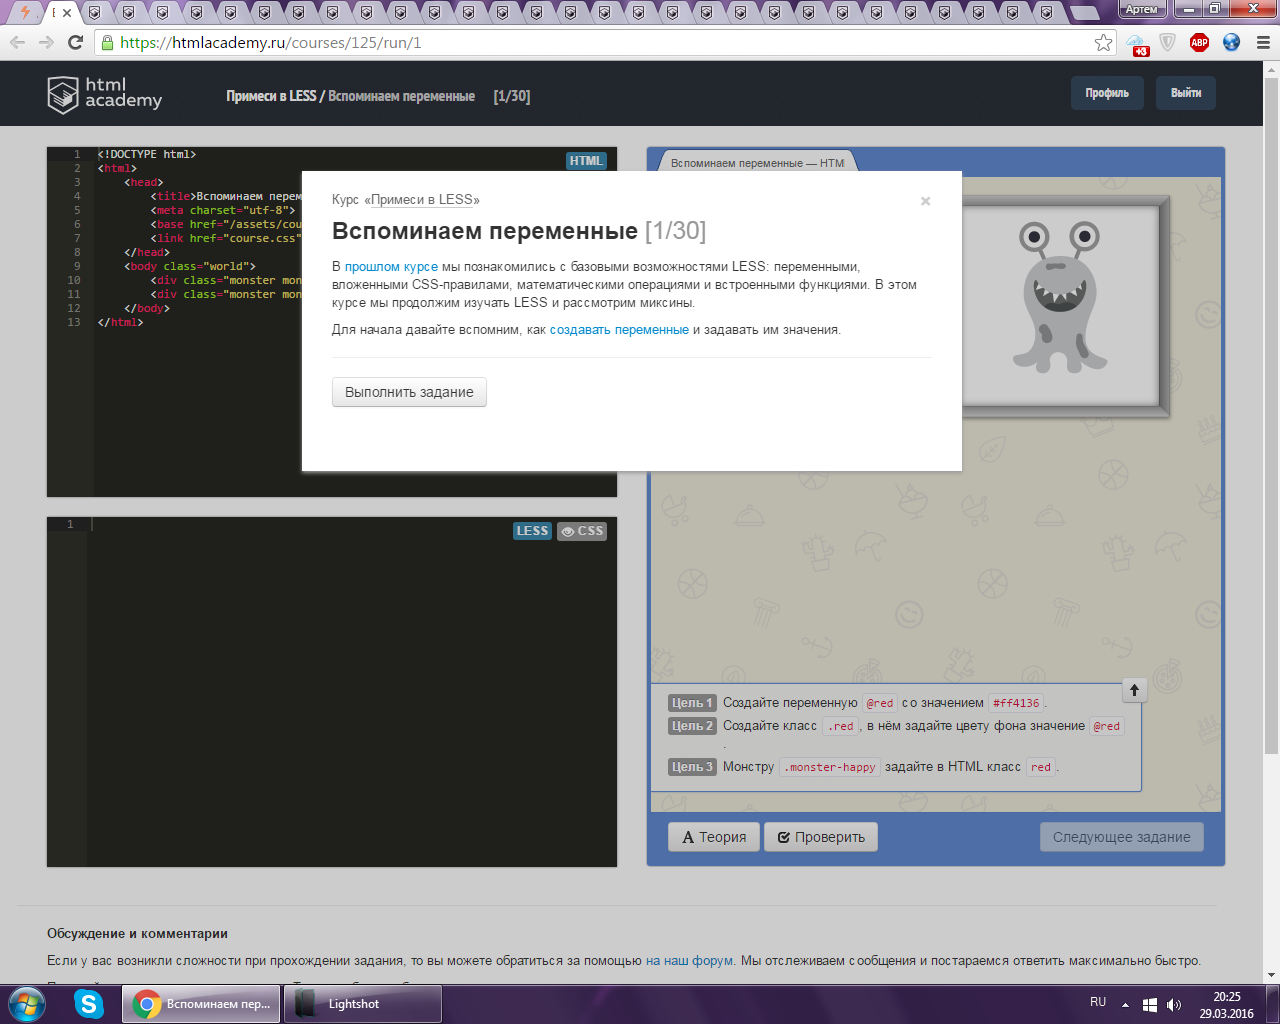 Артем
https://htmlacademy.ru/courses/125/run/1
+3
ABP
html
academy
Примеси в LESS / Вспоминаем переменные [1/30]
Профиль
Выйти
1 <!DOCTYPE html>
2 <html>
3 <head>
4 <title>Вспоминаем перем
5 <meta charset="utf-8">
6 <base href="/assets/cou
7 <link href="course.css"
8 </head>
9 <body class="world">
10 <div class="monster mon
11 <div class="monster mon
12 </body>
13 </html>
HTML
Вспоминаем переменные — HTM
Курс «Примеси в LESS»
×
Вспоминаем переменные [1/30]
В прошлом курсе мы познакомились с базовыми возможностями LESS: переменными,
вложенными CSS-правилами, математическими операциями и встроенными функциями. В этом
курсе мы продолжим изучать LESS и рассмотрим миксины.
Для начала давайте вспомним, как создавать переменные и задавать им значения.
Выполнить задание
1
LESS
CSS
Цель 1 Создайте переменную @red со значением #ff4136.
Цель 2 Создайте класс .red, в нём задайте цвету фона значение @red
.
Цель 3 Монстру .monster-happy задайте в HTML класс red.
A Теория
Проверить
Следующее задание
Обсуждение и комментарии
Если у вас возникли сложности при прохождении задания, то вы можете обратиться за помощью на наш форум. Мы отслеживаем сообщения и постараемся ответить максимально быстро.
Вспоминаем пер...
Lightshot
RU
20:25
29.03.2016